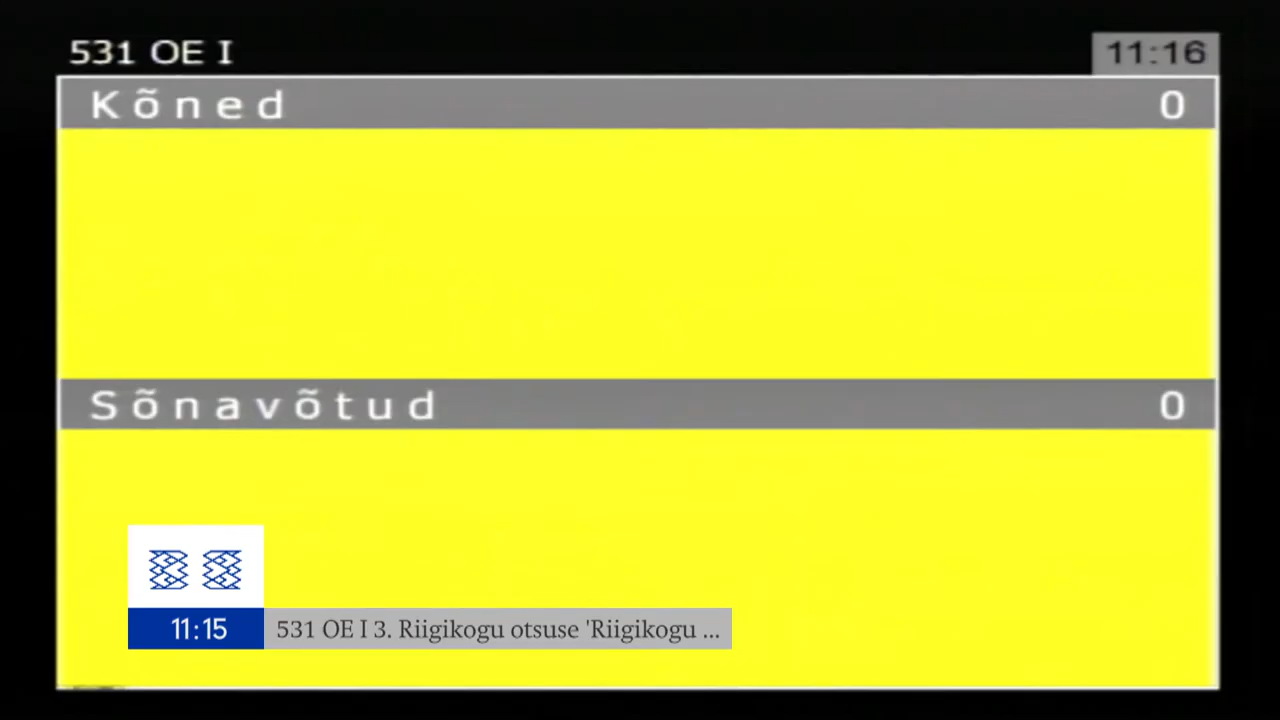 531 OE I
11:16
Kõned 0
Sõnavõtud 0
11:15
531 OE I 3. Riigikogu otsuse 'Riigikogu ...